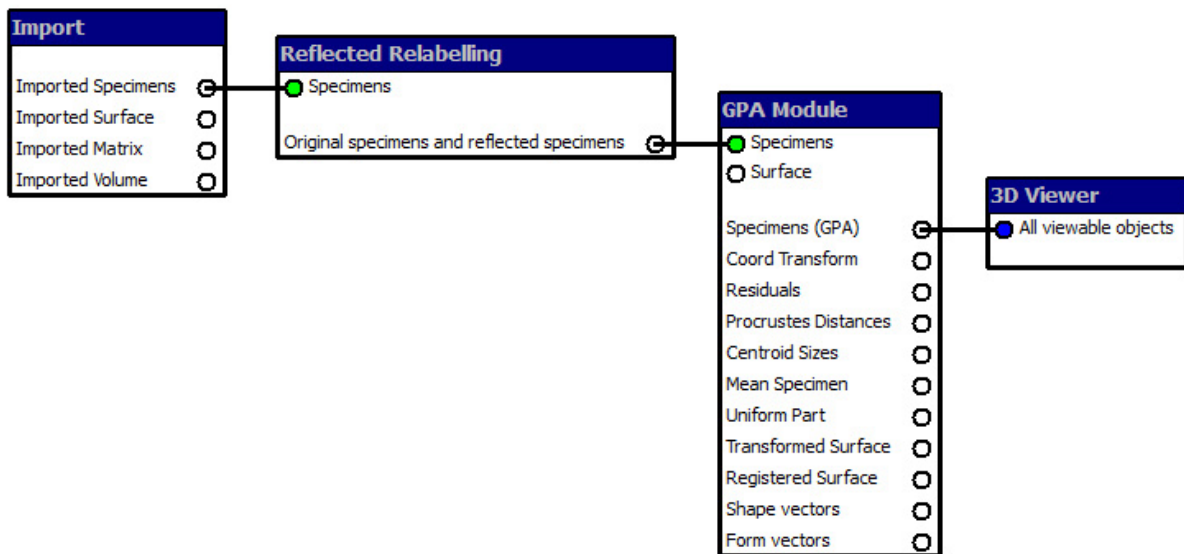 Import
Imported Specimens
Imported Surface
Imported Matrix
Imported Volume
Reflected Relabelling
Specimens
Original specimens and reflected specimens
GPA Module
Specimens
Surface
Specimens (GPA)
Coord Transform
Residuals
Procrustes Distances
Centroid Sizes
Mean Specimen
Uniform Part
Transformed Surface
Registered Surface
Shape vectors
Form vectors
3D Viewer
All viewable objects